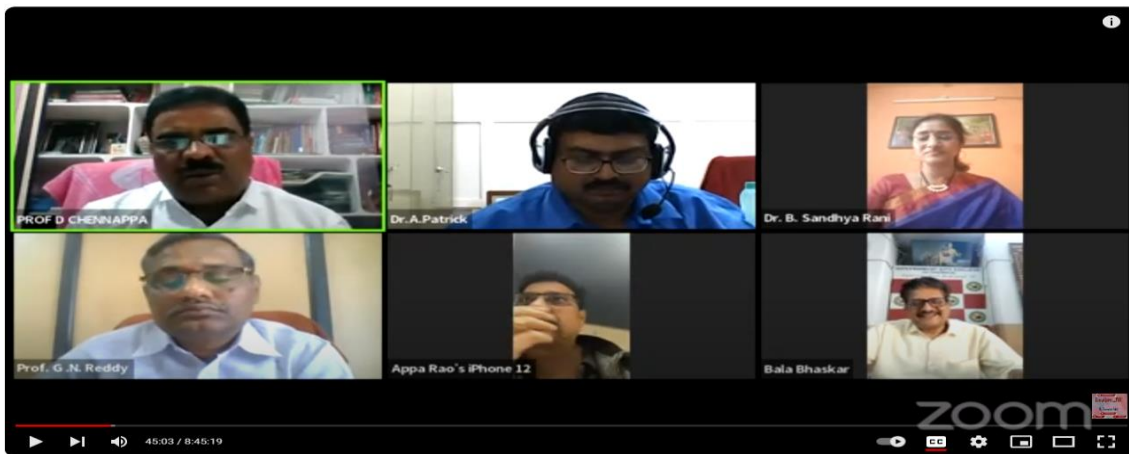 PROF D CHENNAPPA
Dr.A.Patrick
Dr. B. Sandhya Rani
Prof. G .N. Reddy
Appa Rao's iPhone 12
Bala Bhaskar
zoom
45:03 / 8:45:19
CC